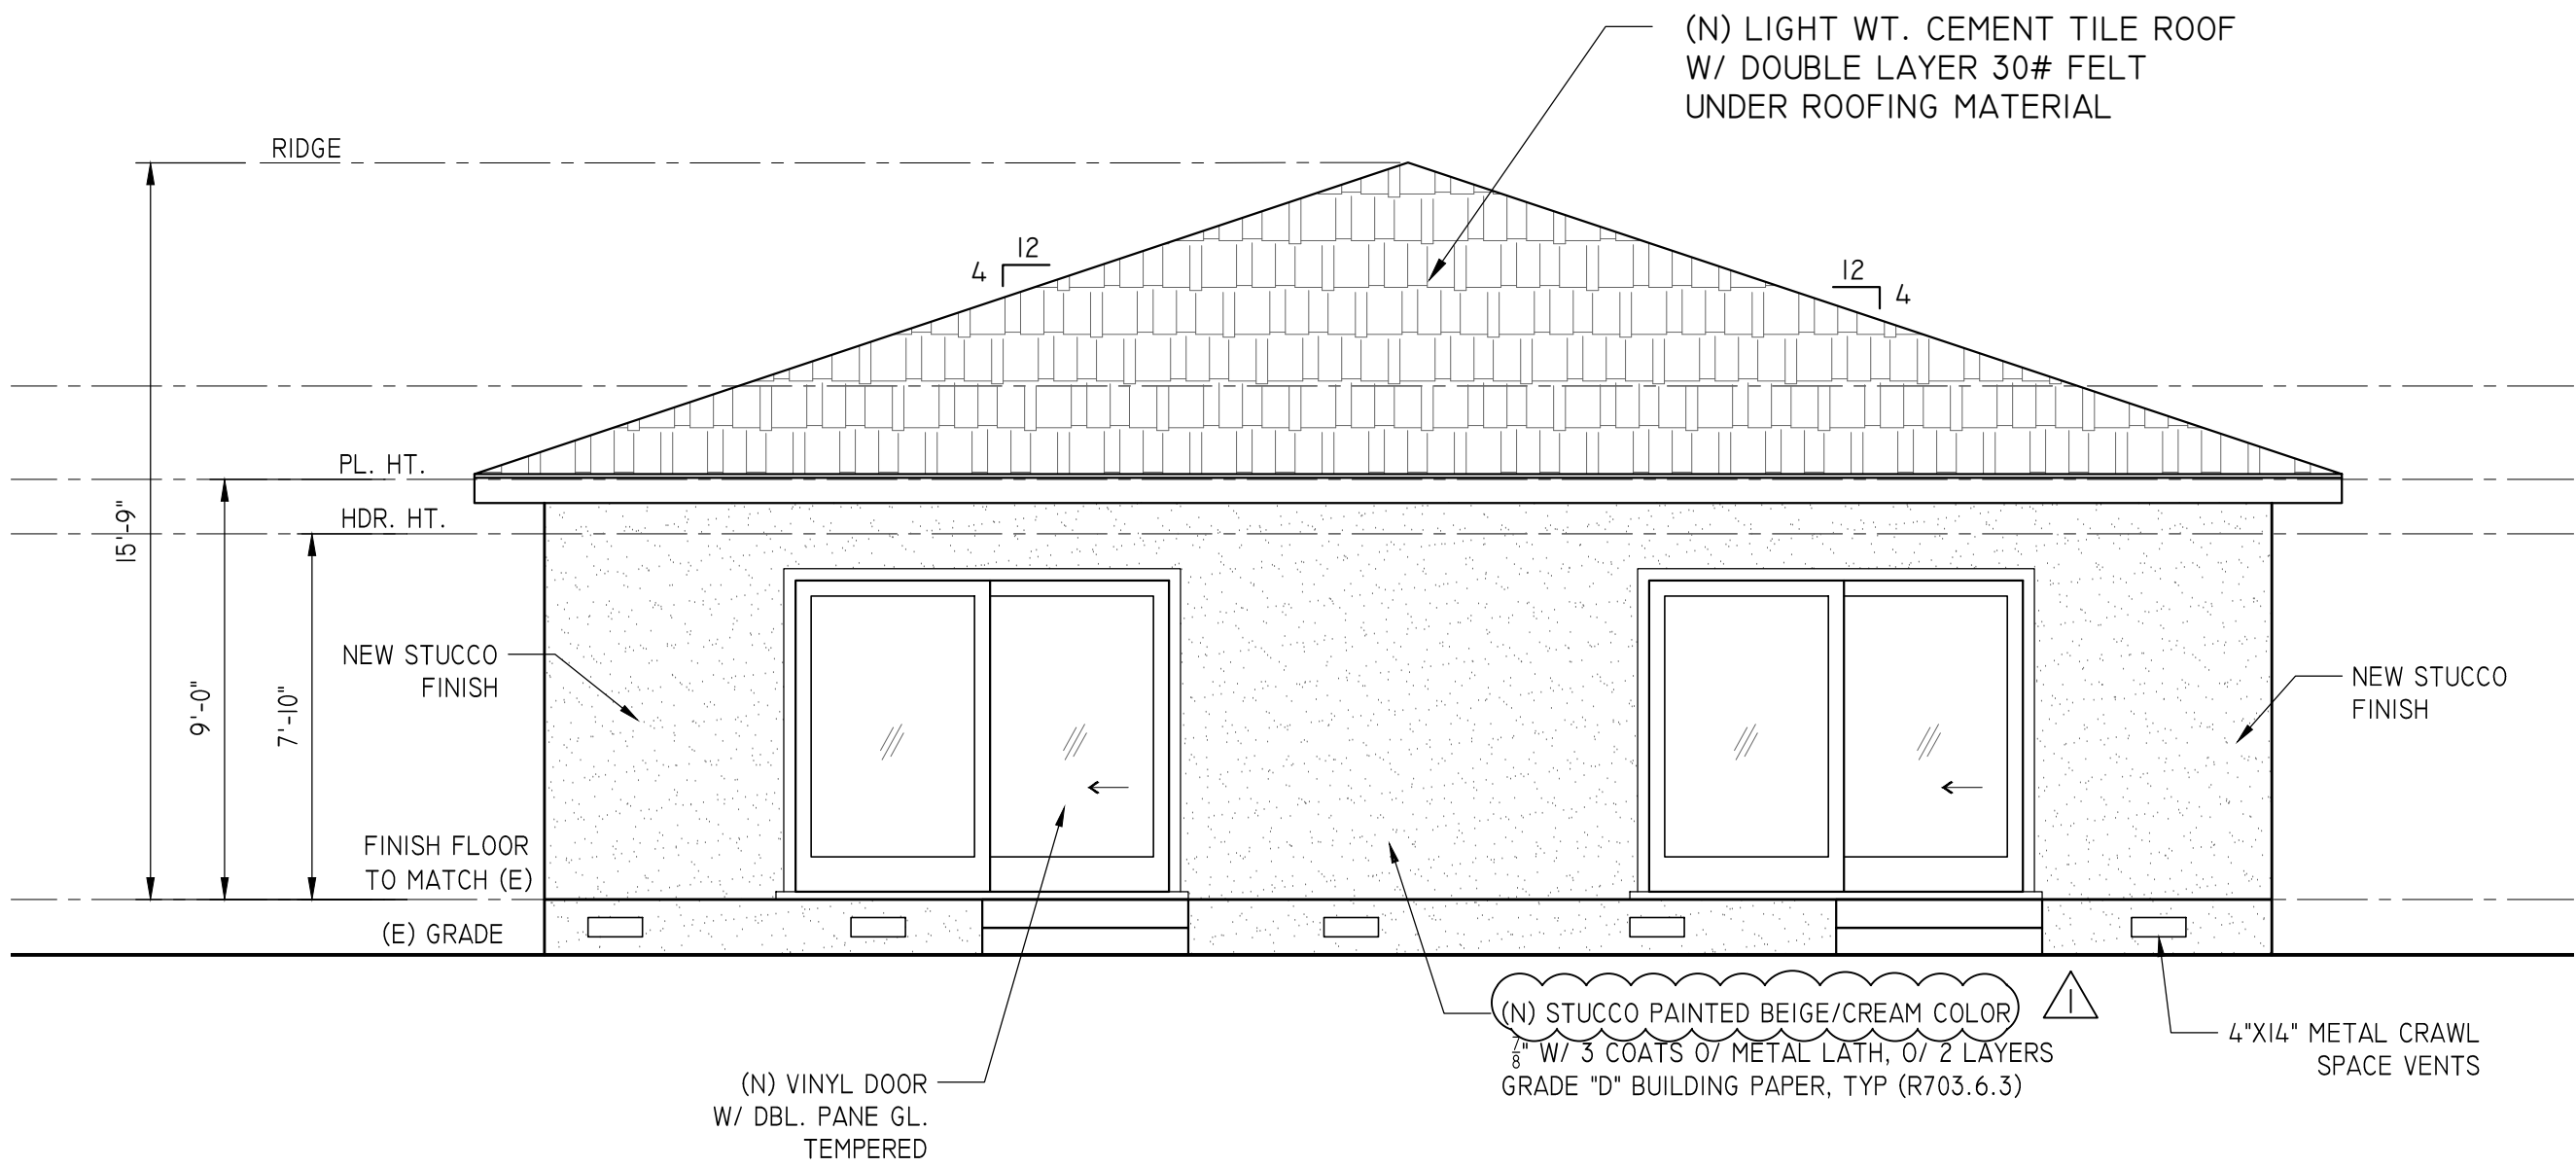 (N) LIGHT WT. CEMENT TILE ROOF
W/ DOUBLE LAYER 30# FELT
UNDER ROOFING MATERIAL
RIDGE
12
4
12
4
PL. HT.
HDR. HT.
15'-9"
9'-0"
7'-10"
NEW STUCCO
FINISH
NEW STUCCO
FINISH
FINISH FLOOR
TO MATCH (E)
(E) GRADE
(N) STUCCO PAINTED BEIGE/CREAM COLOR
7/8" W/ 3 COATS O/ METAL LATH, O/ 2 LAYERS
GRADE "D" BUILDING PAPER, TYP (R703.6.3)
1
4"X14" METAL CRAWL
SPACE VENTS
(N) VINYL DOOR
W/ DBL. PANE GL.
TEMPERED